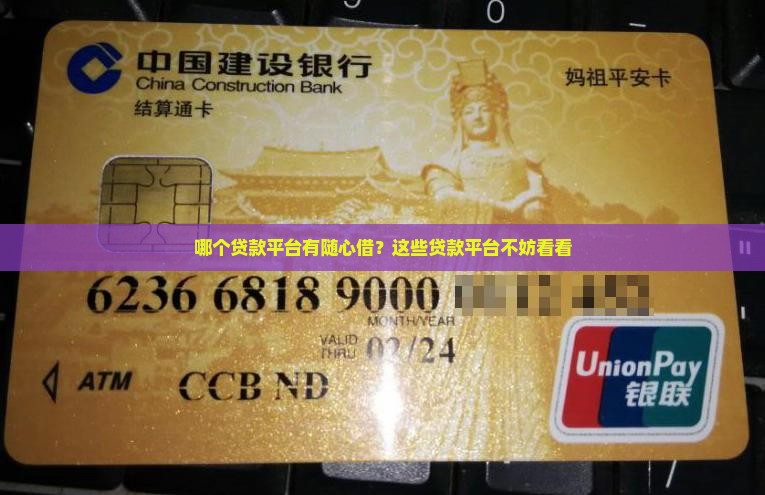 0
中国建设银行
China Construction Bank
妈祖平安卡
结算通卡
哪个贷款平台有随心借？这些贷款平台不妨看看
6236 6818 9000
MONTH/YEAR
VALID THRU 02/24
ATM CCB ND
UnionPay
银联